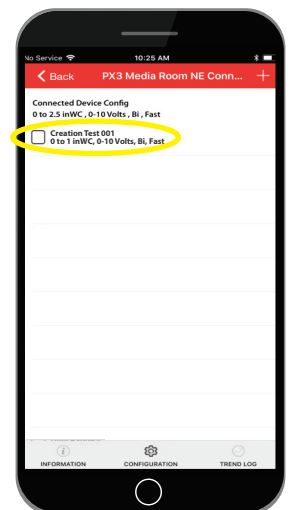 No Service 10:25 AM
Back PX3 Media Room NE Conn... +
Connected Device Config
0 to 2.5 inWC , 0-10 Volts , Bi , Fast
Creation Test 001
0 to 1 inWC, 0-10 Volts, Bi, Fast
INFORMATION CONFIGURATION TREND LOG